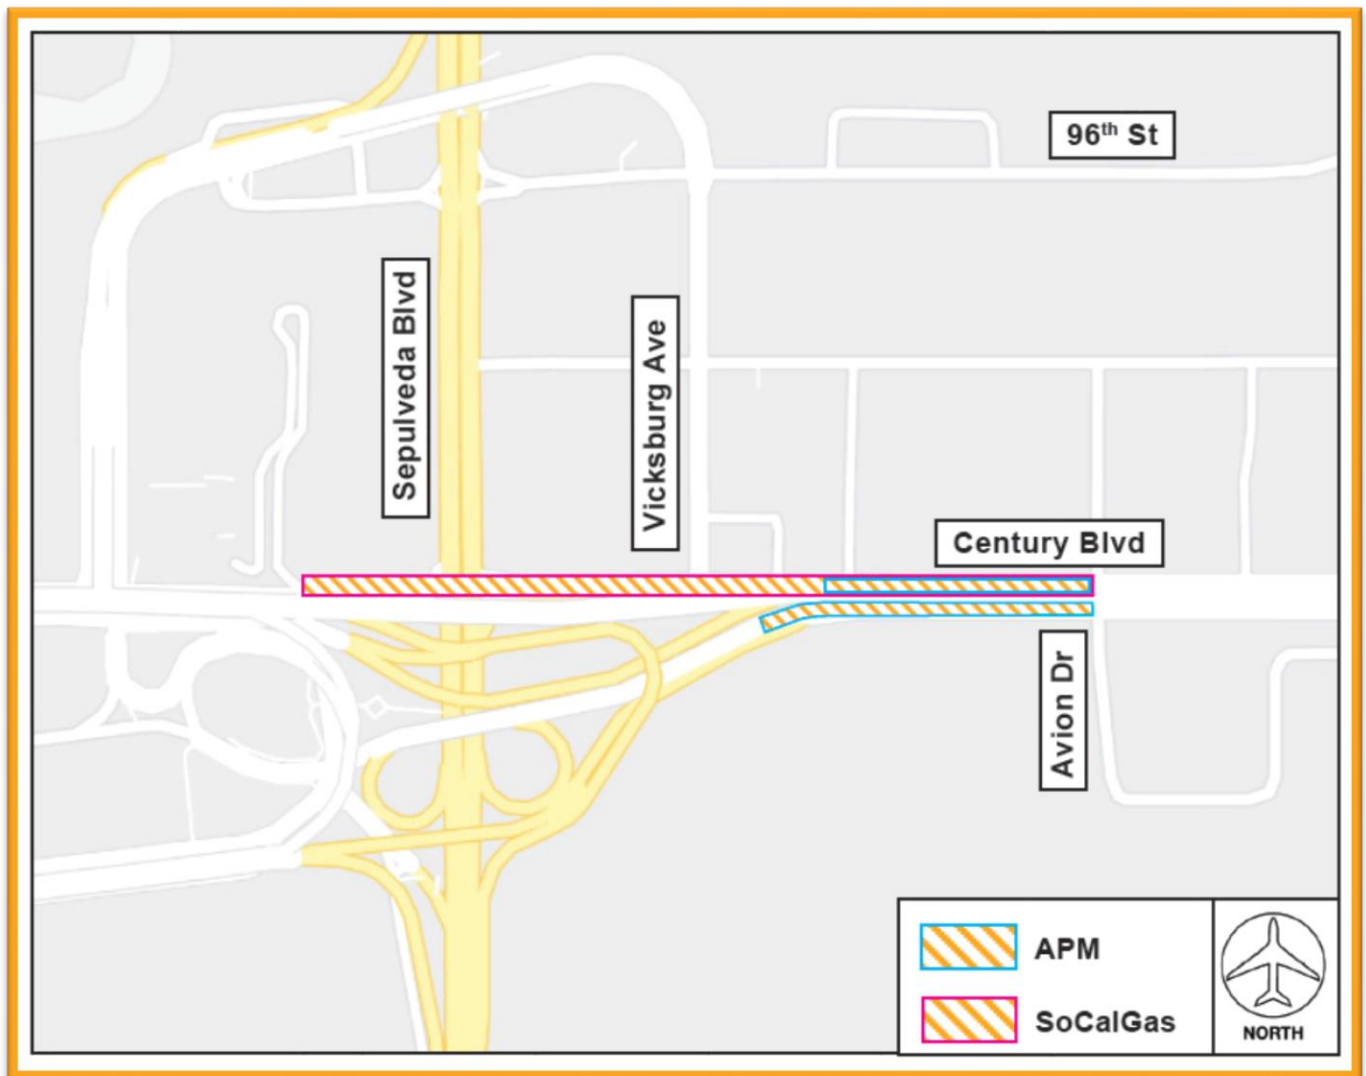 96th St
Sepulveda Blvd
Vicksburg Ave
Century Blvd
Avion Dr
APM
SoCalGas
NORTH